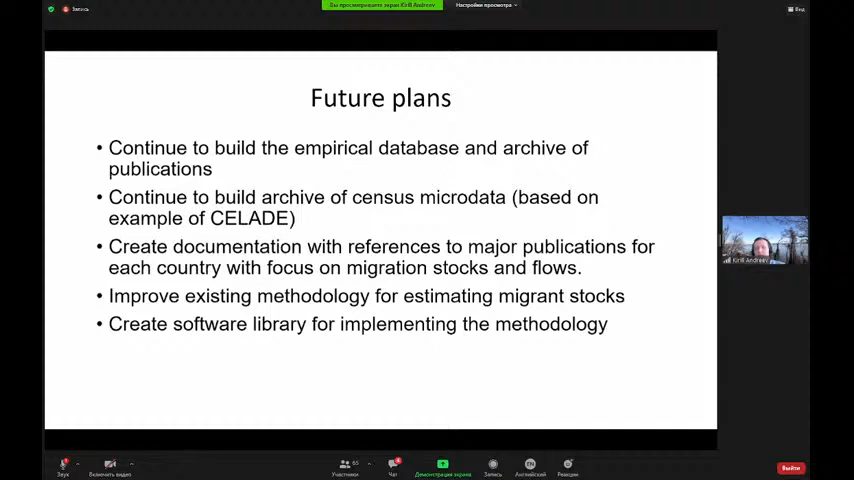 Запись
Вы просматриваете экран Kirill Andreev
Настройки просмотра
Вид
Future plans
• Continue to build the empirical database and archive of
publications
• Continue to build archive of census microdata (based on
example of CELADE)
• Create documentation with references to major publications for
each country with focus on migration stocks and flows.
• Improve existing methodology for estimating migrant stocks
• Create software library for implementing the methodology
Kirill Andreev
Звук
Включить видео
65
Участники
Чат
Демонстрация экрана
Запись
EN
Английский
Реакции
Выйти